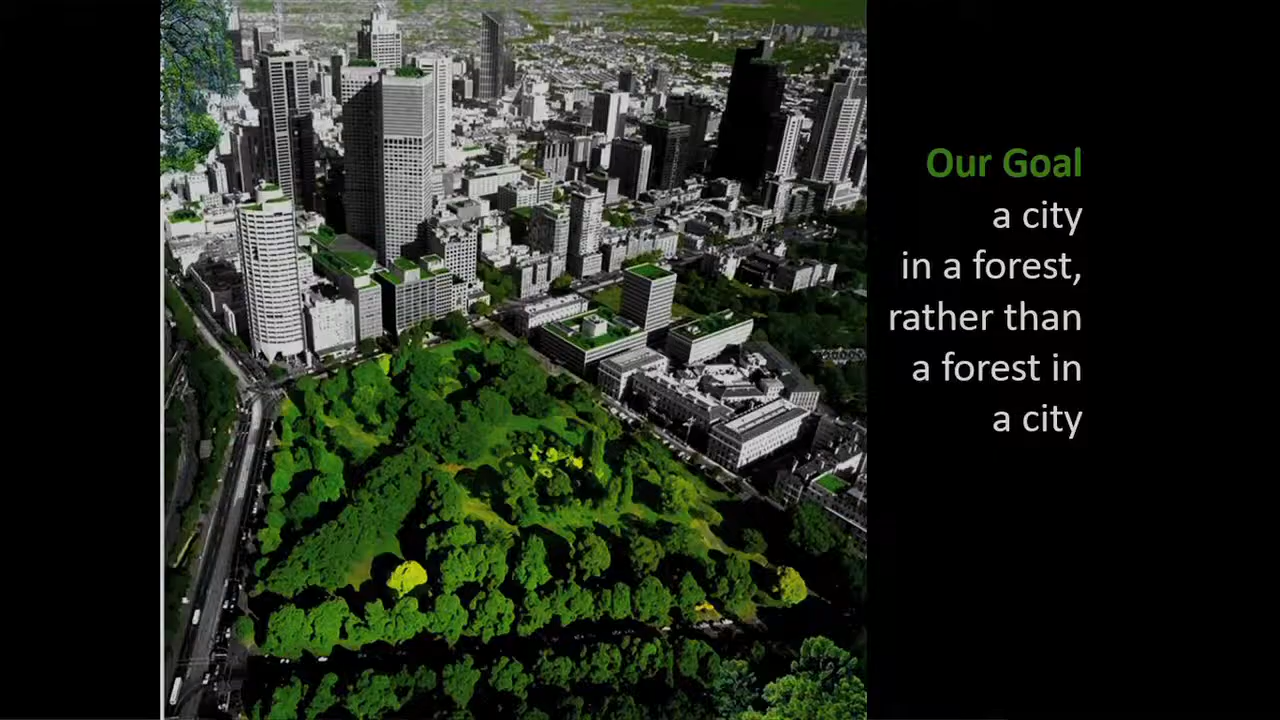 Our Goal
a city
in a forest,
rather than
a forest in
a city